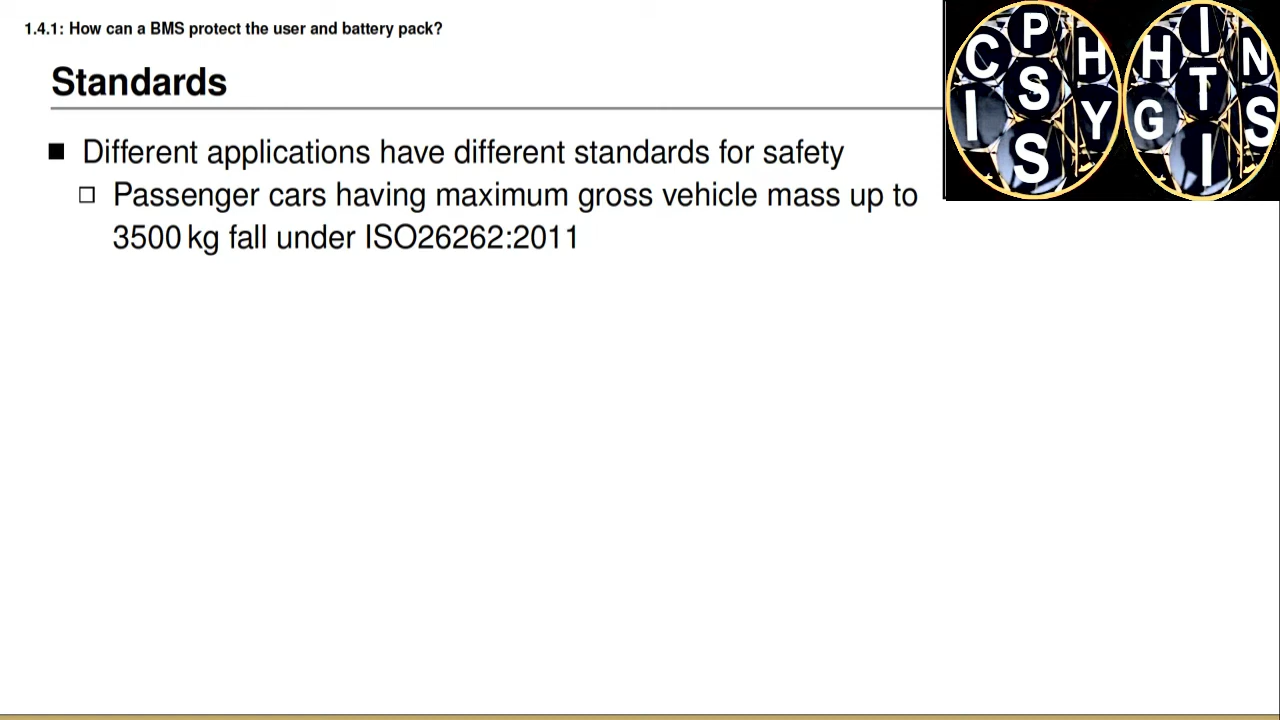 1.4.1: How can a BMS protect the user and battery pack?
Standards
Different applications have different standards for safety
Passenger cars having maximum gross vehicle mass up to
3500 kg fall under ISO26262:2011
C P H
I S Y
S
H I N
G T S
I